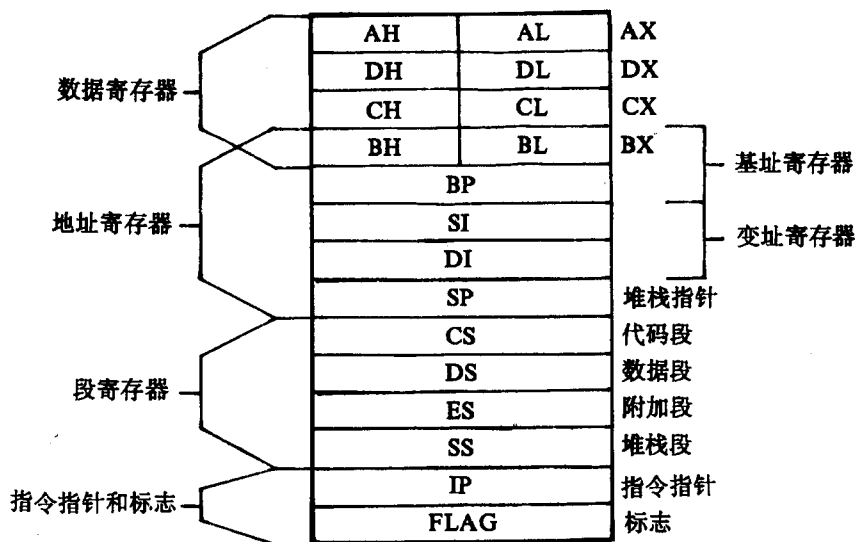 AH AL AX
DH DL DX
数据寄存器
CH CL CX
BH BL BX
基址寄存器
BP
地址寄存器
SI
变址寄存器
DI
SP 堆栈指针
CS 代码段
DS 数据段
段寄存器
ES 附加段
SS 堆栈段
IP 指令指针
指令指针和标志
FLAG 标志